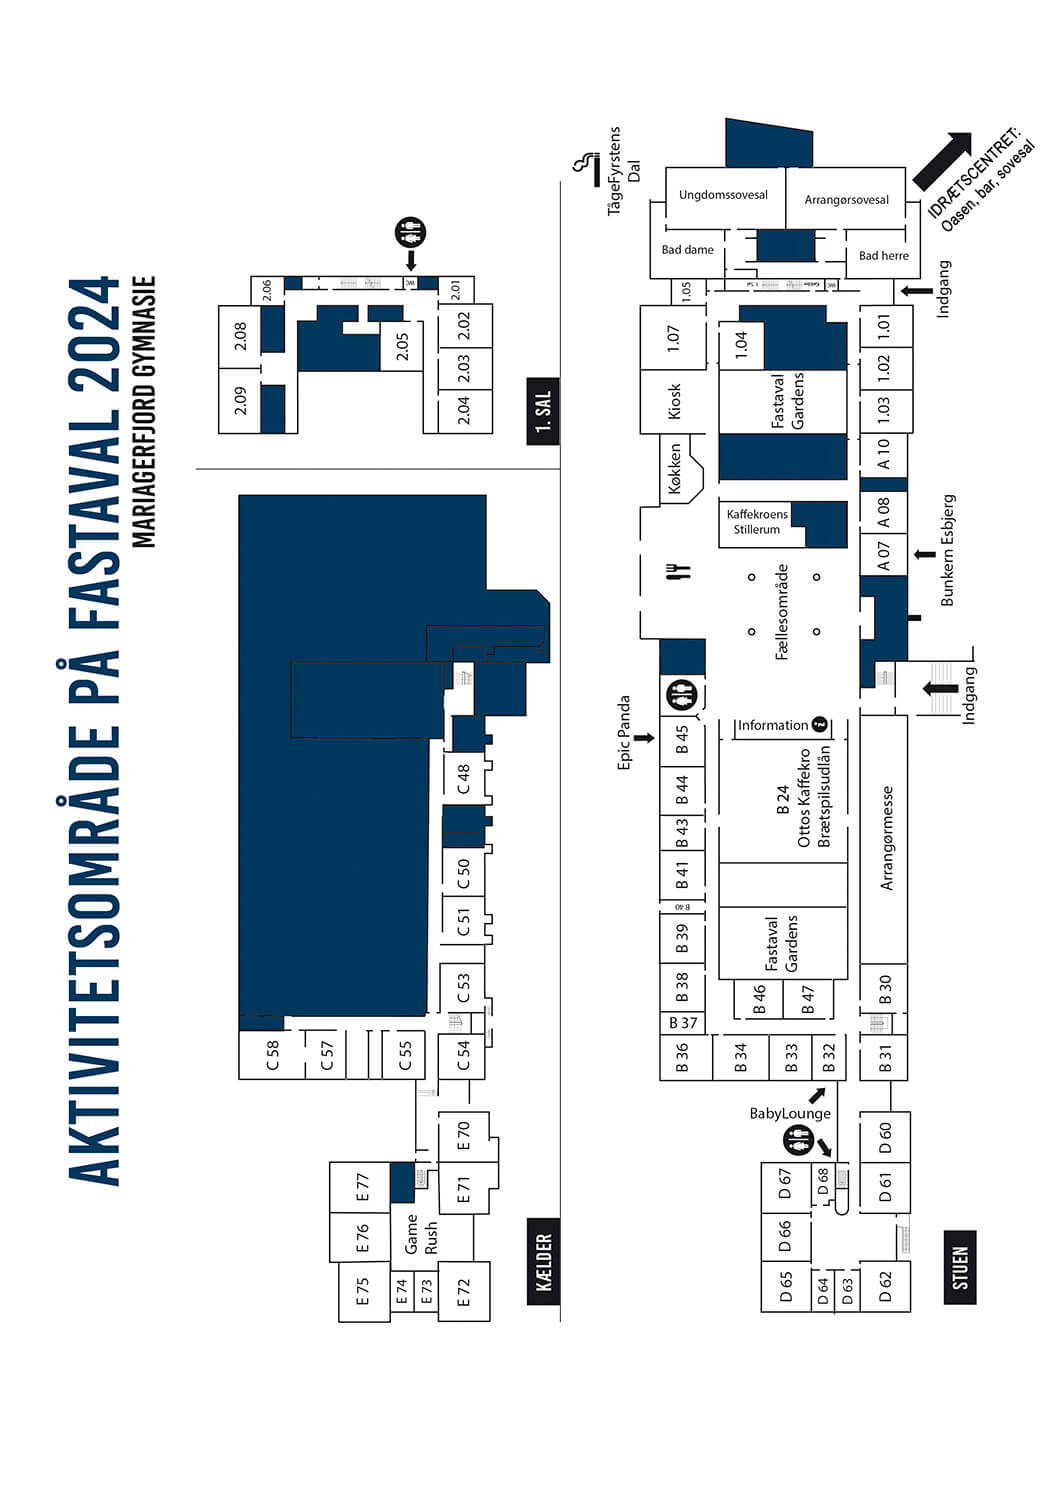 AKTIVITETSOMRÅDE PÅ FASTAVAL 2024
MARIAGERFJORD GYMNASIE
1. SAL
2.06
WC
2.01
2.08
2.09
2.05
2.02
2.03
2.04
KÆLDER
C 48
C 50
C 51
C 53
C 54
C 55
C 57
C 58
E 70
E 71
E 72
E 73
E 74
E 75
E 76
E 77
Game
Rush
STUEN
TågeFyrstens
Dal
IDRÆTSCENTRET:
Oasen, bar, sovesal
Ungdomssovesal
Arrangørsovesal
Bad dame
Bad herre
Indgang
1.05
1. Sal
Kælder
WC
1.07
1.04
1.01
1.02
1.03
Kiosk
Fastaval
Gardens
Køkken
A 10
A 08
A 07
Kaffekroens
Stillerum
Bunkern Esbjerg
Fællesområde
Indgang
Epic Panda
Information
B 45
B 44
B 43
B 41
B 40
B 39
B 38
B 37
B 36
B 24
Ottos Kaffekro
Brætspilsudlån
Arrangørmesse
Fastaval
Gardens
B 46
B 47
B 30
B 34
B 33
B 32
B 31
BabyLounge
D 60
D 61
D 62
D 63
D 64
D 65
D 66
D 67
D 68